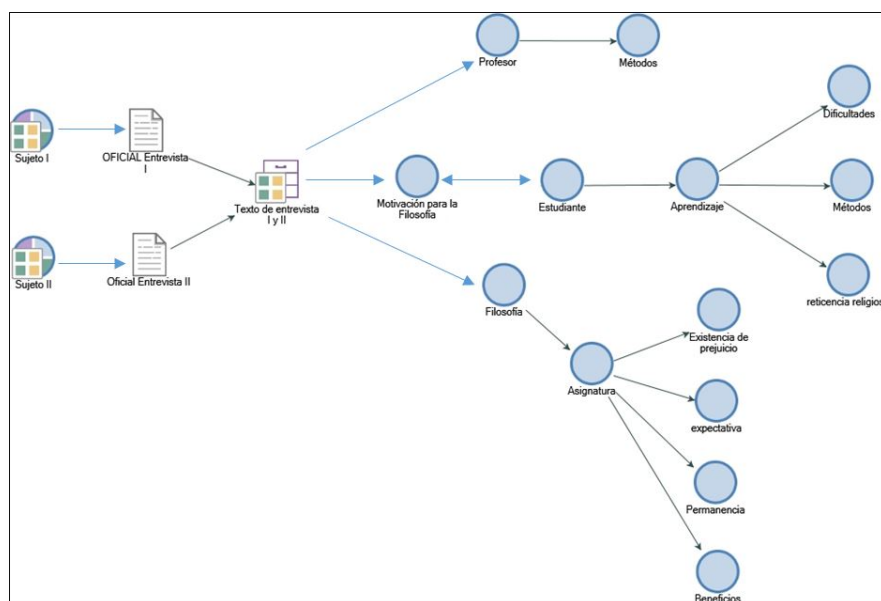 Profesor
Métodos
Dificultades
Sujeto I
OFICIAL Entrevista
I
Motivación para la
Filosofía
Estudiante
Aprendizaje
Métodos
Texto de entrevista
I y II
Sujeto II
Oficial Entrevista II
Filosofía
reticencia religios
Existencia de
prejuicio
Asignatura
expectativa
Permanencia
Beneficios